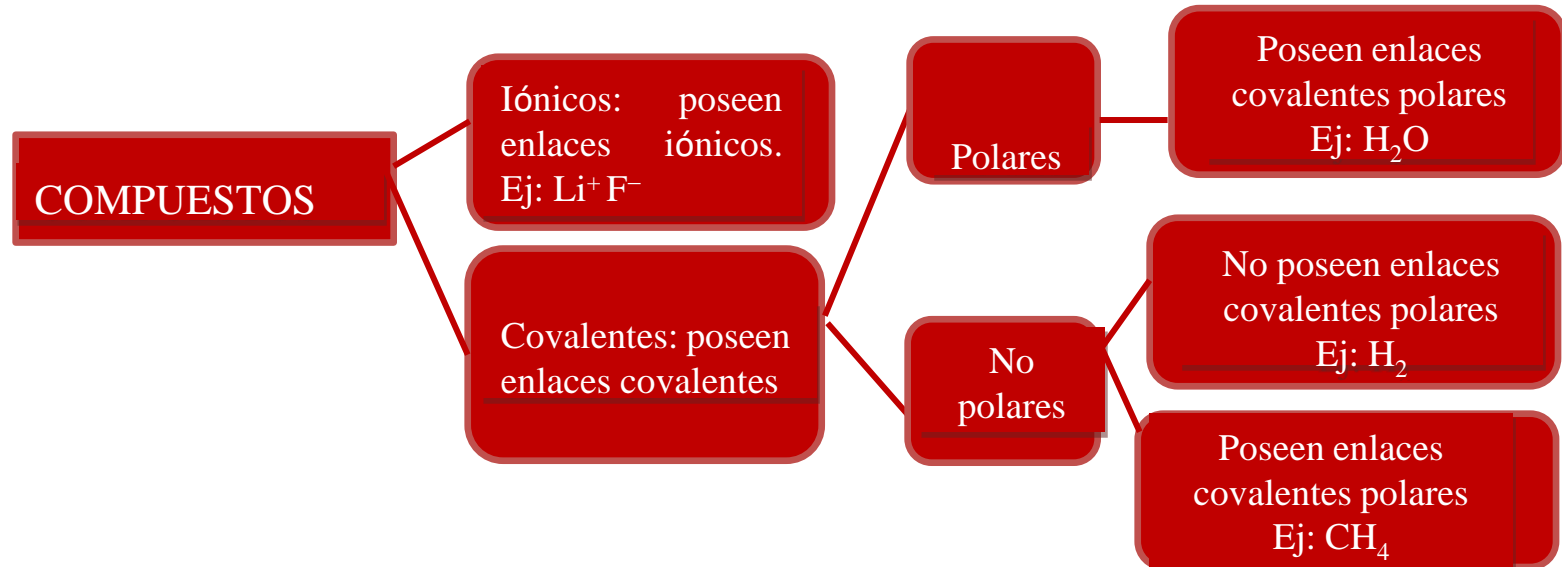 COMPUESTOS
Iónicos: poseen
enlaces iónicos.
Ej: Li⁺ F⁻
Covalentes: poseen
enlaces covalentes
Polares
Poseen enlaces
covalentes polares
Ej: H₂O
No
polares
No poseen enlaces
covalentes polares
Ej: H₂
Poseen enlaces
covalentes polares
Ej: CH₄